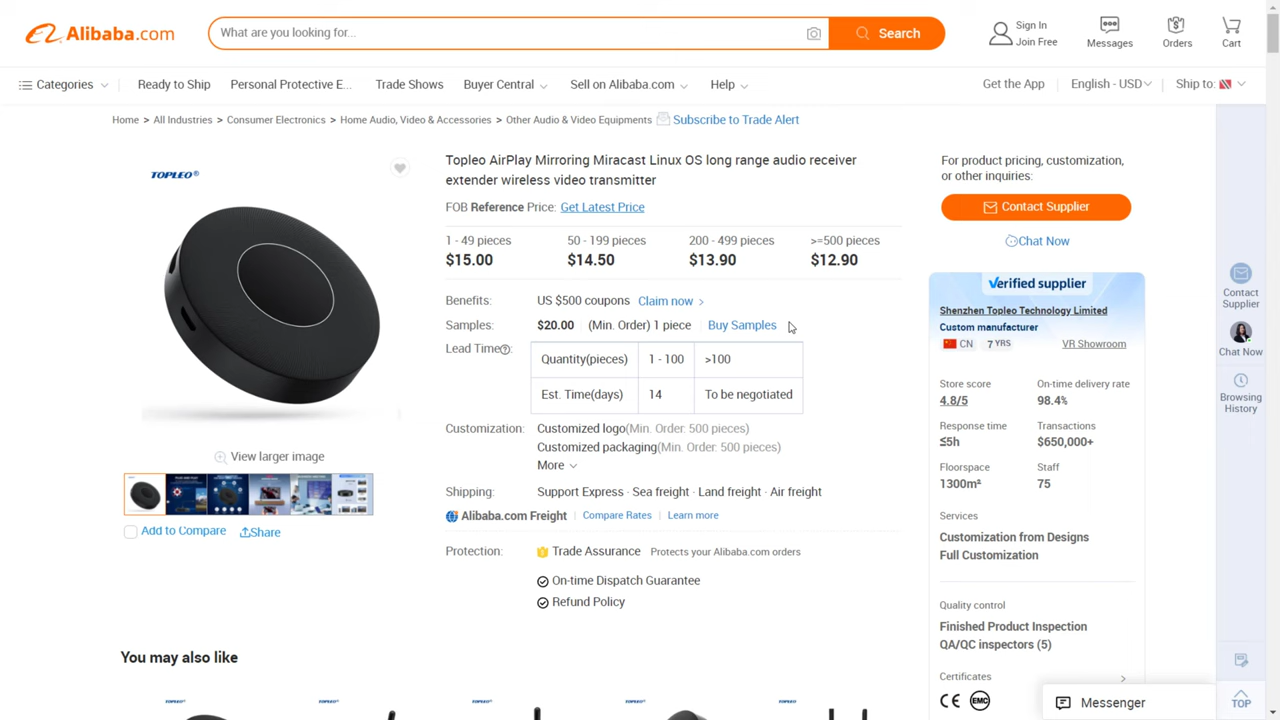 Alibaba.com
What are you looking for...
Search
Sign In
Join Free
Messages
Orders
Cart
Categories
Ready to Ship
Personal Protective E...
Trade Shows
Buyer Central
Sell on Alibaba.com
Help
Get the App
English - USD
Ship to:
Home > All Industries > Consumer Electronics > Home Audio, Video & Accessories > Other Audio & Video Equipments
Subscribe to Trade Alert
TOPLEO®
Topleo AirPlay Mirroring Miracast Linux OS long range audio receiver
extender wireless video transmitter
FOB Reference Price: Get Latest Price
1 - 49 pieces 50 - 199 pieces 200 - 499 pieces >=500 pieces
$15.00 $14.50 $13.90 $12.90
Benefits: US $500 coupons Claim now >
Samples: $20.00 (Min. Order) 1 piece Buy Samples
Lead Time?:
Quantity(pieces) 1 - 100 >100
Est. Time(days) 14 To be negotiated
Customization: Customized logo(Min. Order: 500 pieces)
Customized packaging(Min. Order: 500 pieces)
More
Shipping: Support Express · Sea freight · Land freight · Air freight
Alibaba.com Freight Compare Rates Learn more
Protection: Trade Assurance Protects your Alibaba.com orders
On-time Dispatch Guarantee
Refund Policy
View larger image
Add to Compare Share
You may also like
TOPLEO® TOPLEO® TOPLEO® TOPLEO® TOPLEO®
For product pricing, customization,
or other inquiries:
Contact Supplier
Chat Now
Verified supplier
Shenzhen Topleo Technology Limited
Custom manufacturer
CN 7 YRS VR Showroom
Store score On-time delivery rate
4.8/5 98.4%
Response time Transactions
≤5h $650,000+
Floorspace Staff
1300m² 75
Services
Customization from Designs
Full Customization
Quality control
Finished Product Inspection
QA/QC inspectors (5)
Certificates
CE EMC
Contact
Supplier
Chat Now
Browsing
History
Messenger
TOP